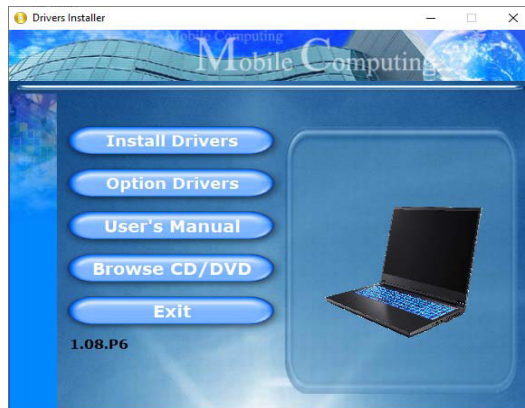 Drivers Installer
Mobile Computing
Mobile Computing
Install Drivers
Option Drivers
User's Manual
Browse CD/DVD
Exit
1.08.P6